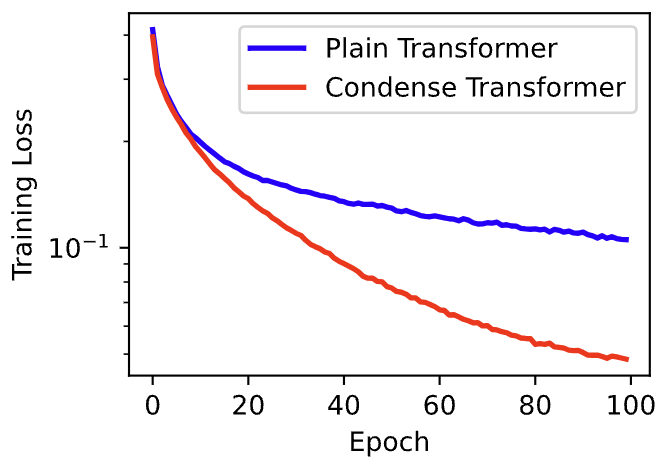 Plain Transformer
Condense Transformer
Training Loss
10⁻¹
0 20 40 60 80 100
Epoch